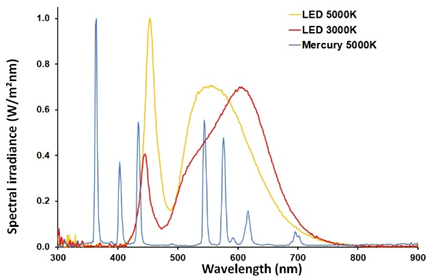 LED 5000K
LED 3000K
Mercury 5000K
Spectral irradiance (W/m²nm)
1.0
0.8
0.6
0.4
0.2
0.0
300 400 500 600 700 800 900
Wavelength (nm)